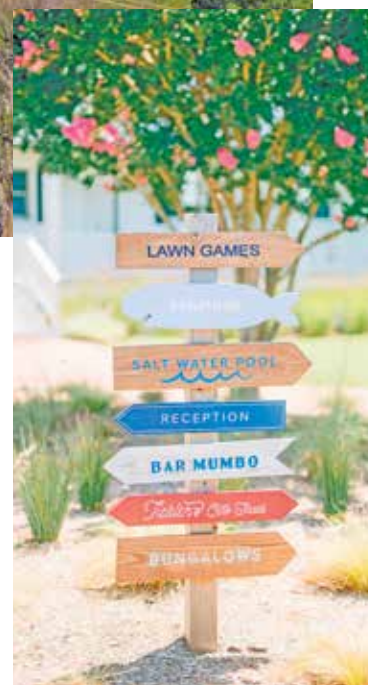 LAWN GAMES
SALT WATER POOL
RECEPTION
BAR MUMBO
BUNGALOWS